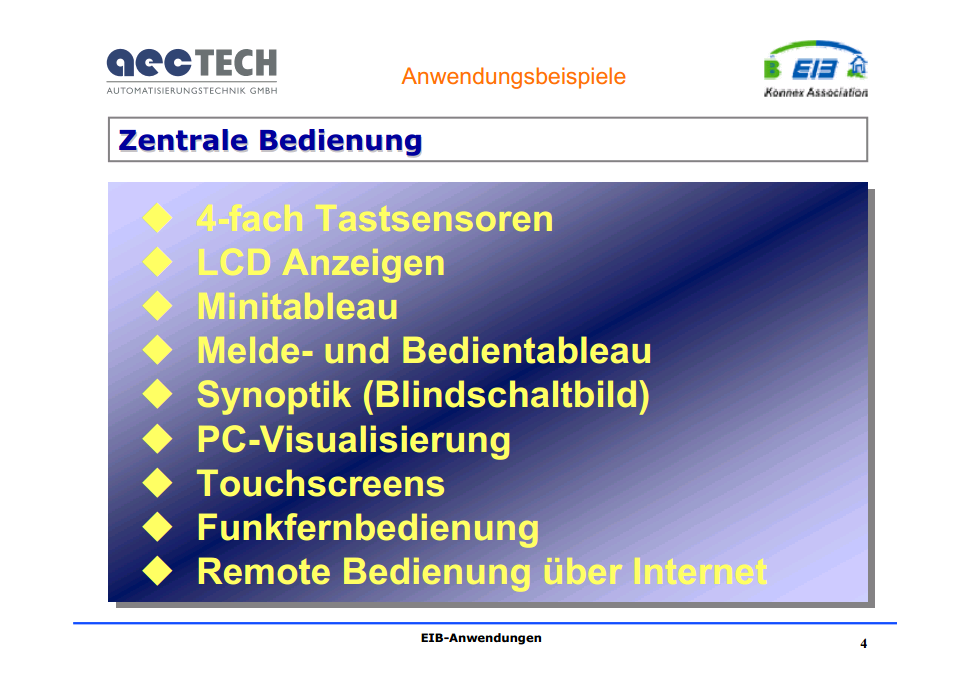 aecTECH
AUTOMATISIERUNGSTECHNIK GMBH
Anwendungsbeispiele
EIB
Konnex Association
Zentrale Bedienung
4-fach Tastsensoren
LCD Anzeigen
Minitableau
Melde- und Bedientableau
Synoptik (Blindschaltbild)
PC-Visualisierung
Touchscreens
Funkfernbedienung
Remote Bedienung über Internet
EIB-Anwendungen
4